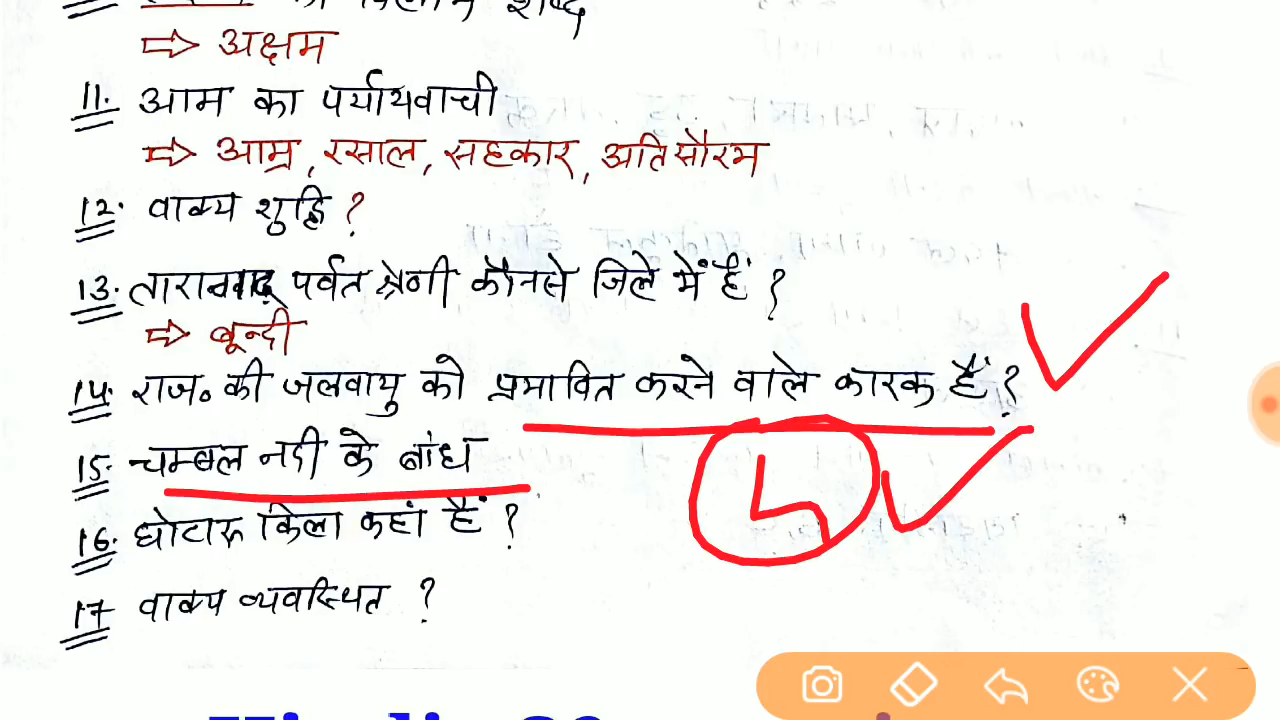 का विलोम शब्द
⇒ अक्षम
11. आम का पर्यायवाची
⇒ आम्र, रसाल, सहकार, अतिसौरभ
12. वाक्य शुद्धि ?
13. पर्वत श्रेणी कौनसे जिले में हैं ?
⇒ बून्दी
14. राज० की जलवायु को प्रभावित करने वाले कारक हैं ?
15. चम्बल नदी के बांध
16. घोटारू किला कहां हैं ?
17 वाक्य व्यवस्थित ?